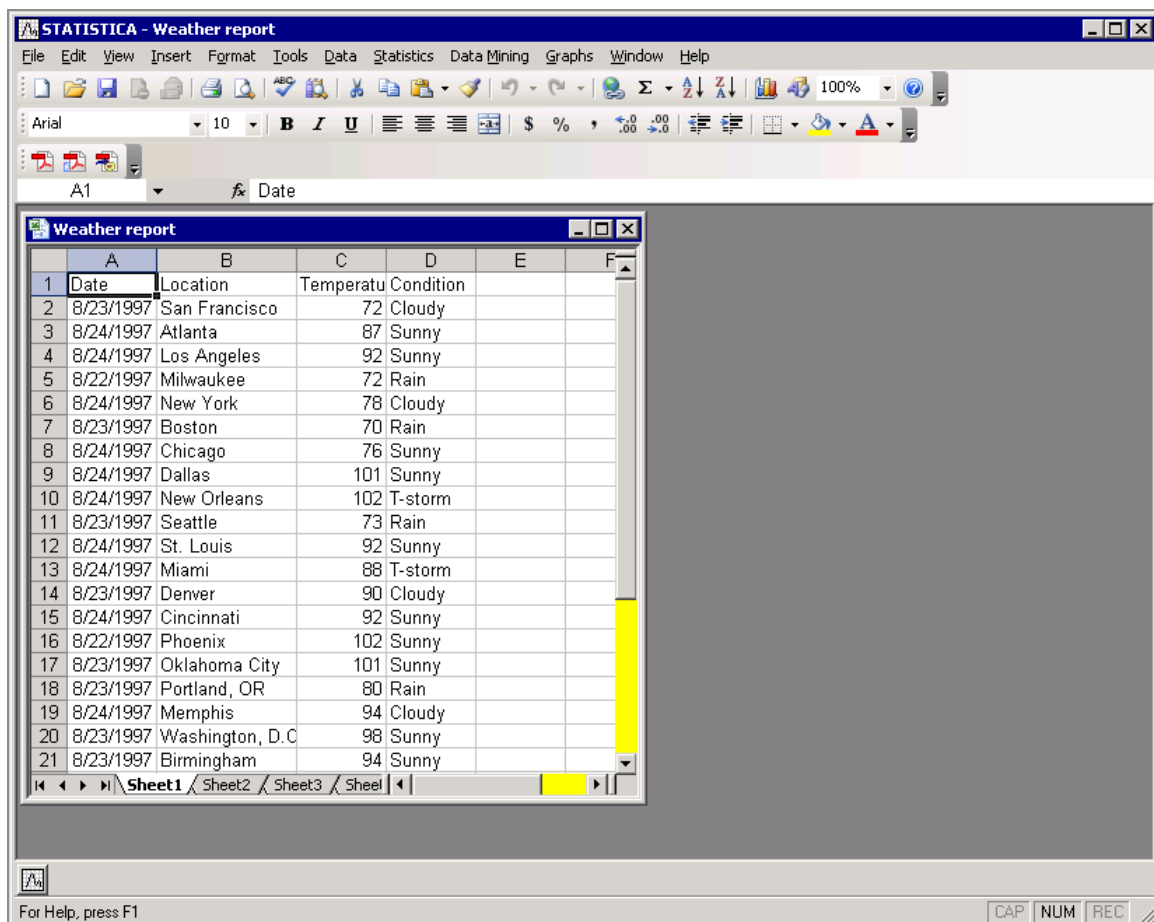 STATISTICA - Weather report
File Edit View Insert Format Tools Data Statistics Data Mining Graphs Window Help
ABC Σ A Z Z A 100%
Arial 10 B I U $ % , .00 .00 A
A1 fx Date
Weather report
A B C D E F
1 Date Location Temperatu Condition
2 8/23/1997 San Francisco 72 Cloudy
3 8/24/1997 Atlanta 87 Sunny
4 8/24/1997 Los Angeles 92 Sunny
5 8/22/1997 Milwaukee 72 Rain
6 8/24/1997 New York 78 Cloudy
7 8/23/1997 Boston 70 Rain
8 8/24/1997 Chicago 76 Sunny
9 8/24/1997 Dallas 101 Sunny
10 8/24/1997 New Orleans 102 T-storm
11 8/23/1997 Seattle 73 Rain
12 8/24/1997 St. Louis 92 Sunny
13 8/24/1997 Miami 88 T-storm
14 8/23/1997 Denver 90 Cloudy
15 8/24/1997 Cincinnati 92 Sunny
16 8/22/1997 Phoenix 102 Sunny
17 8/23/1997 Oklahoma City 101 Sunny
18 8/23/1997 Portland, OR 80 Rain
19 8/24/1997 Memphis 94 Cloudy
20 8/23/1997 Washington, D.C 98 Sunny
21 8/23/1997 Birmingham 94 Sunny
Sheet1 Sheet2 Sheet3 Sheet
For Help, press F1 CAP NUM REC